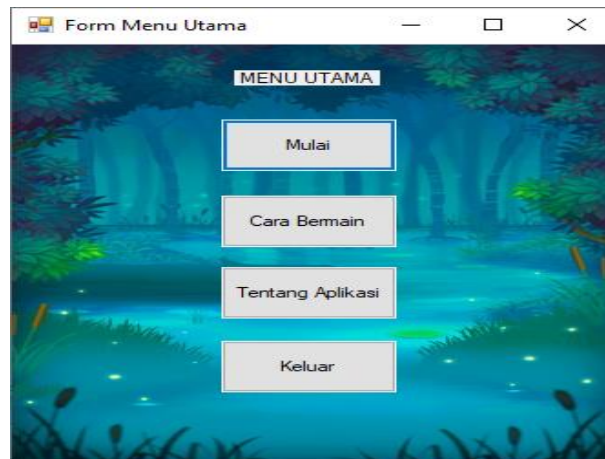 Form Menu Utama
MENU UTAMA
Mulai
Cara Bermain
Tentang Aplikasi
Keluar